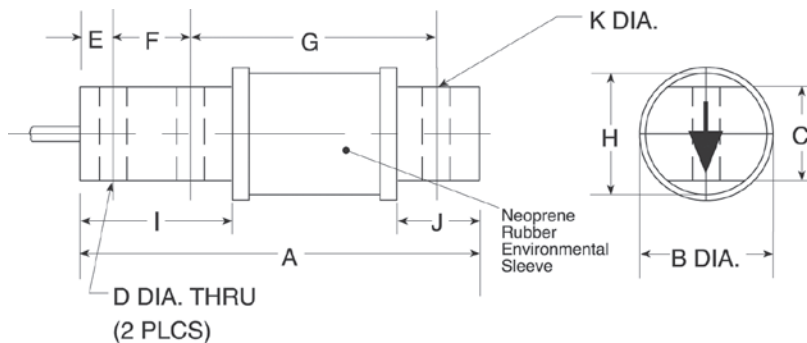 E
F
G
K DIA.
H
C
I
J
A
Neoprene
Rubber
Environmental
Sleeve
B DIA.
D DIA. THRU
(2 PLCS)